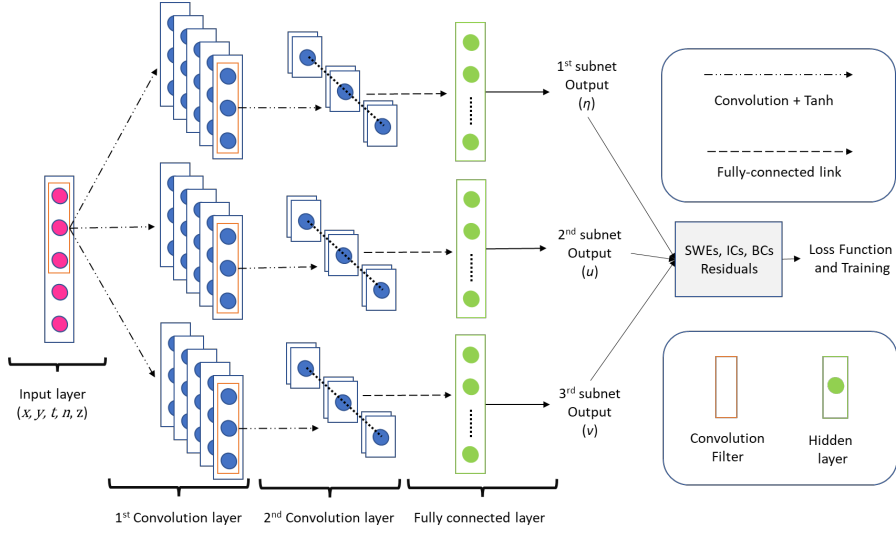 1st subnet
Output
(η)
Convolution + Tanh
Fully-connected link
2nd subnet
Output
(u)
SWEs, ICs, BCs
Residuals
Loss Function
and Training
Input layer
(x, y, t, n, z)
3rd subnet
Output
(v)
Convolution
Filter
Hidden
layer
1st Convolution layer
2nd Convolution layer
Fully connected layer